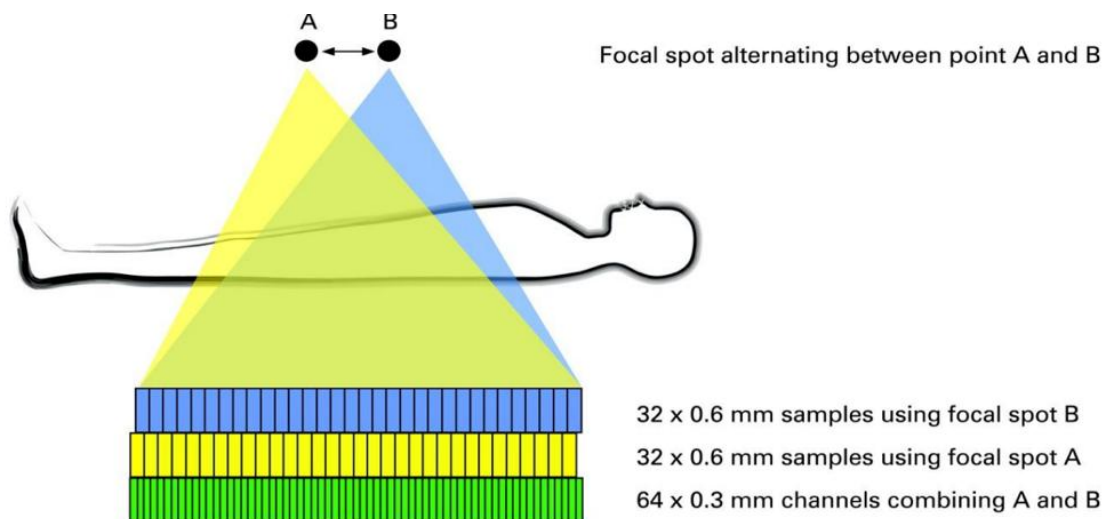 A B
Focal spot alternating between point A and B
32 x 0.6 mm samples using focal spot B
32 x 0.6 mm samples using focal spot A
64 x 0.3 mm channels combining A and B